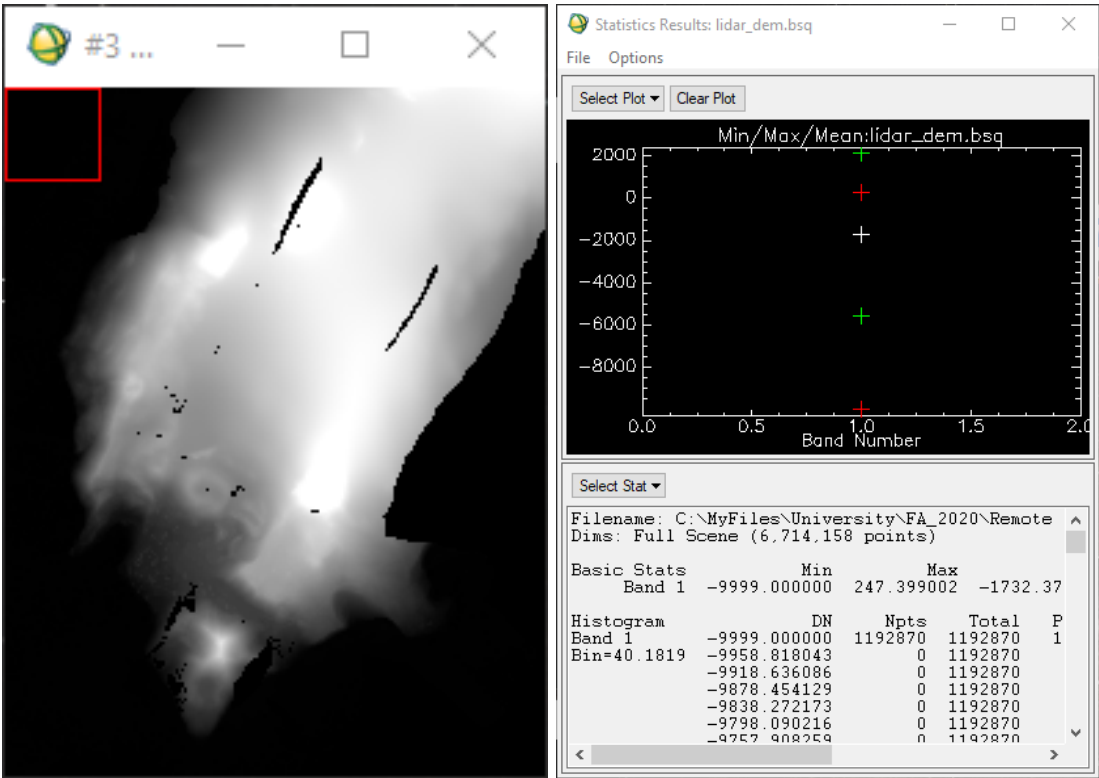 #3 ...
Statistics Results: lidar_dem.bsq
File Options
Select Plot Clear Plot
Min/Max/Mean:lidar_dem.bsq
2000
0
-2000
-4000
-6000
-8000
0.0 0.5 1.0 1.5 2.0
Band Number
Select Stat
Filename: C:\MyFiles\University\FA_2020\Remote
Dims: Full Scene (6,714,158 points)
Basic Stats Min Max
Band 1 -9999.000000 247.399002 -1732.37
Histogram DN Npts Total P
Band 1 -9999.000000 1192870 1192870 1
Bin=40.1819 -9958.818043 0 1192870
-9918.636086 0 1192870
-9878.454129 0 1192870
-9838.272173 0 1192870
-9798.090216 0 1192870
-9757.908259 0 1192870